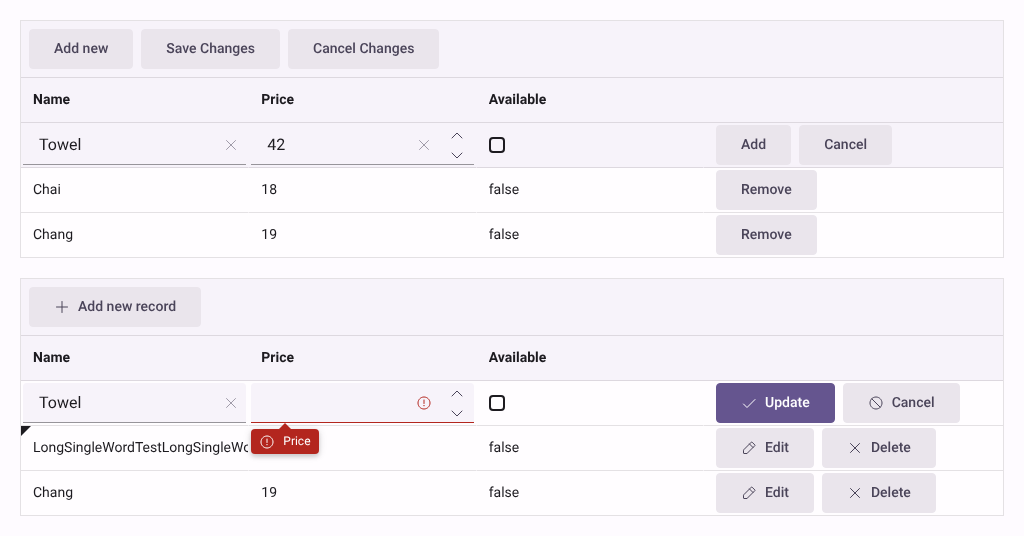 Add new Save Changes Cancel Changes
Name Price Available
Towel 42 Add Cancel
Chai 18 false Remove
Chang 19 false Remove
Add new record
Name Price Available
Towel Update Cancel
Price
LongSingleWordTestLongSingleWo false Edit Delete
Chang 19 false Edit Delete